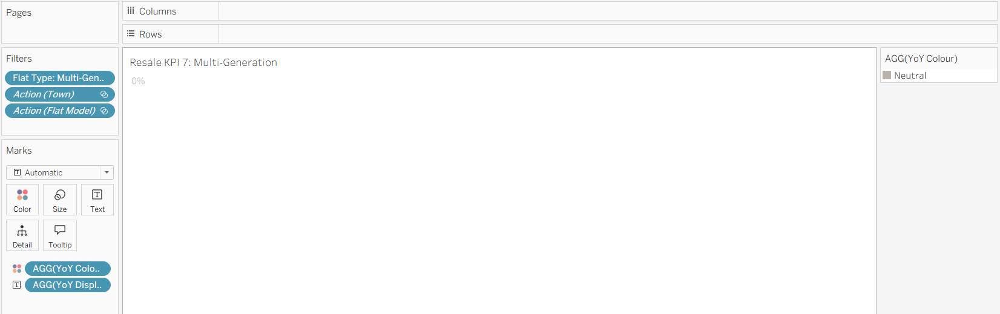 Pages
Columns
Rows
Filters
Flat Type: Multi-Gen..
Action (Town)
Action (Flat Model)
Marks
Automatic
Color
Size
Text
Detail
Tooltip
AGG(YoY Colo..
AGG(YoY Displ..
Resale KPI 7: Multi-Generation
0%
AGG(YoY Colour)
Neutral